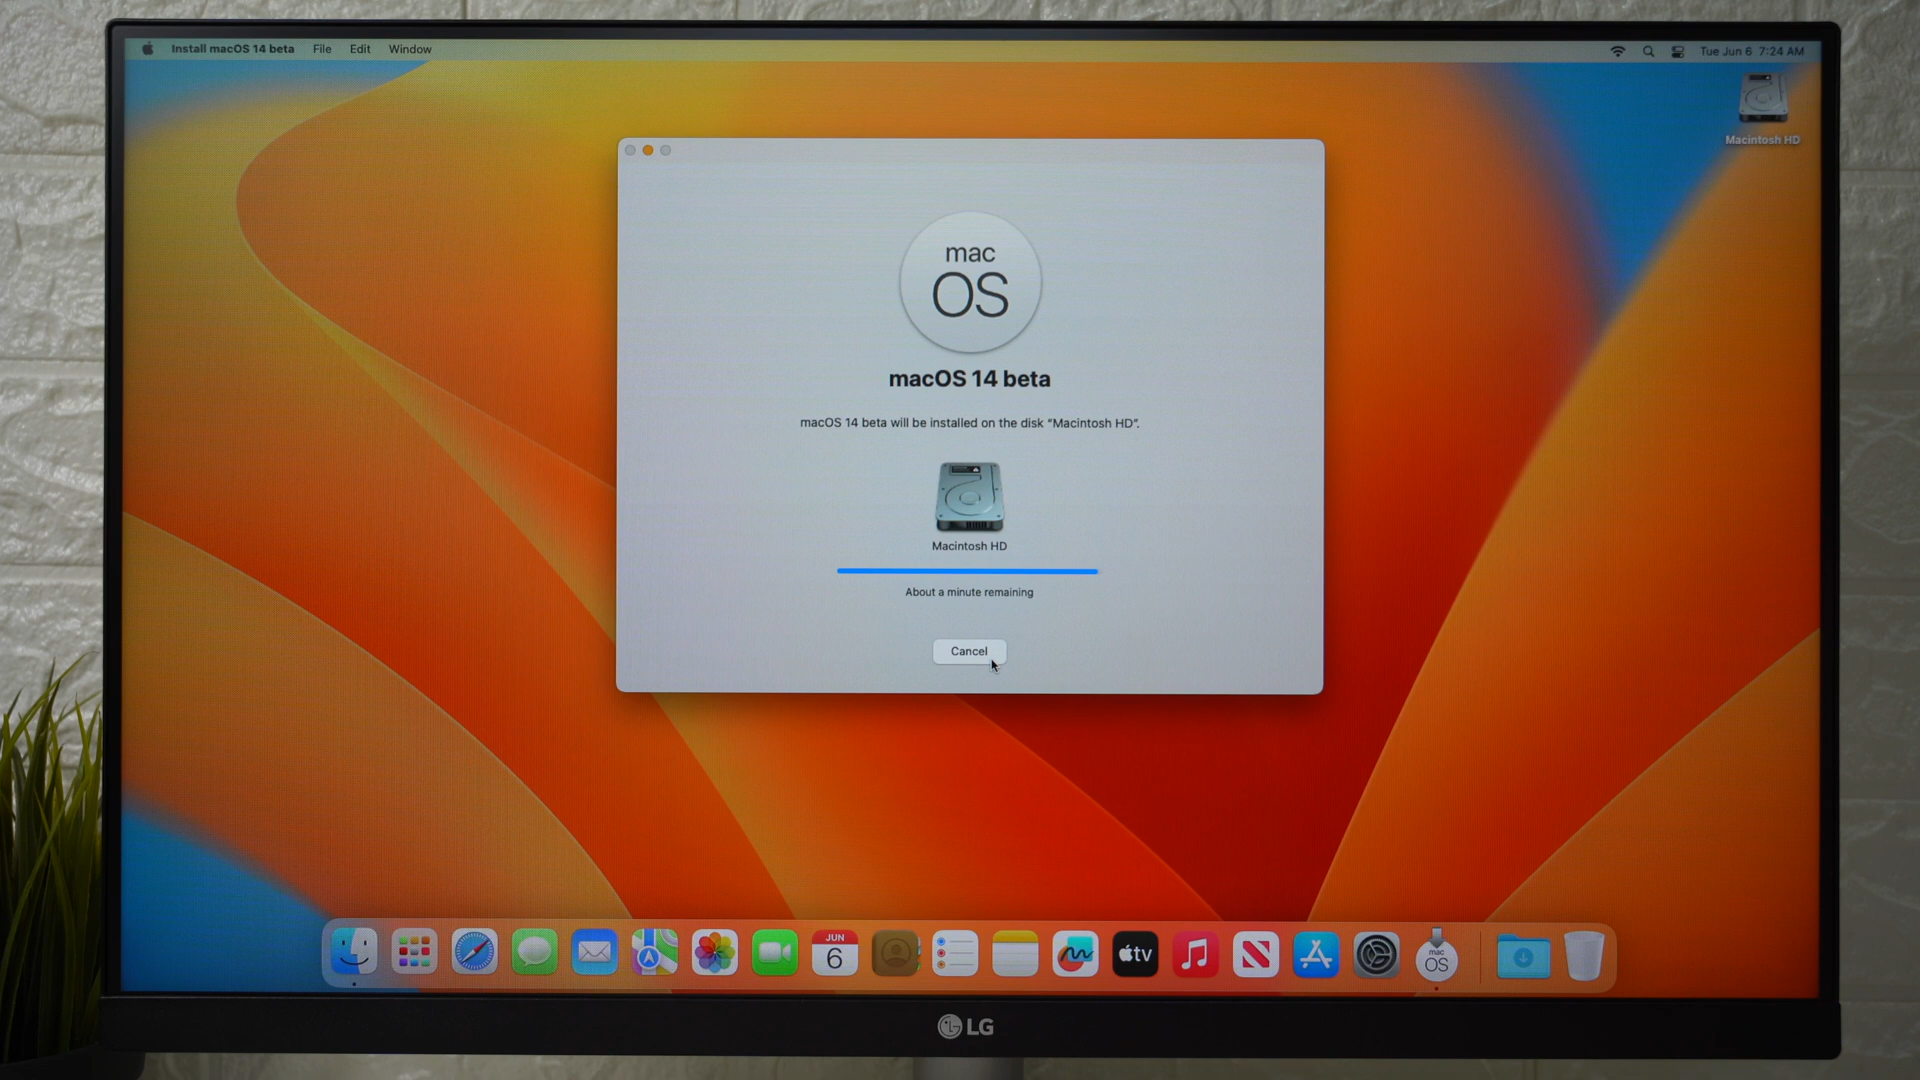 Install macOS 14 beta File Edit Window
Tue Jun 6 7:24 AM
Macintosh HD
mac
OS
macOS 14 beta
macOS 14 beta will be installed on the disk “Macintosh HD”.
Macintosh HD
About a minute remaining
Cancel
JUN
6
tv
mac
OS
LG